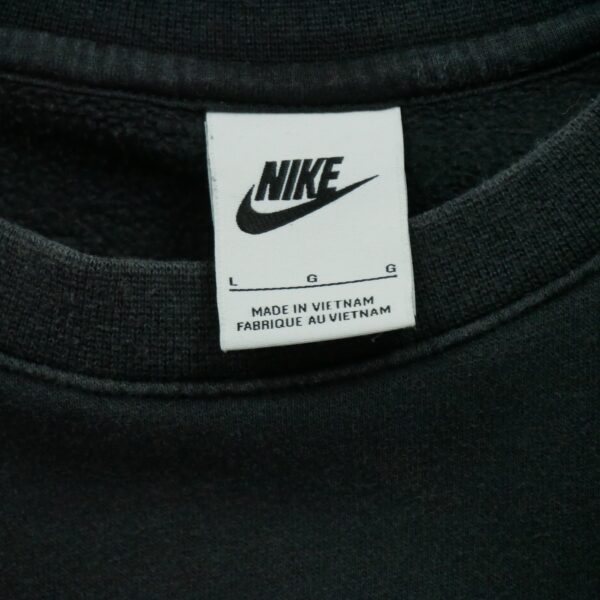 NIKE
L G G
MADE IN VIETNAM
FABRIQUE AU VIETNAM